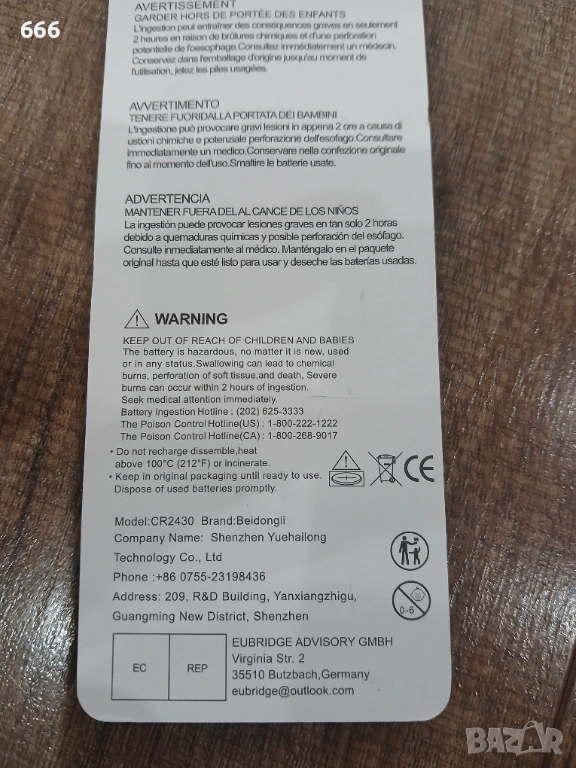 666
AVERTISSEMENT
GARDER HORS DE PORTÉE DES ENFANTS
L'ingestion peut entraîner des conséquences graves en seulement
2 heures en raison de brûlures chimiques et d'une perforation
potentielle de l'oesophage.Consultez immédiatement un médecin.
Conservez dans l'emballage d'origine jusqu'au moment de
l'utilisation, jetez les piles usagées.
AVVERTIMENTO
TENERE FUORIDALLA PORTATA DEI BAMBINI
L'ingestione può provocare gravi lesioni in appena 2 ore a causa di
ustioni chimiche e potenziale perforazione dell'esofago.Consultare
immediatamente un medico.Conservare nella confezione originale
fino al momento dell'uso.Smaltire le batterie usate.
ADVERTENCIA
MANTENER FUERA DEL AL CANCE DE LOS NIÑOS
La ingestión puede provocar lesiones graves en tan solo 2 horas
debido a quemaduras químicas y posible perforación del esófago.
Consulte inmediatamente al médico. Manténgalo en el paquete
original hasta que esté listo para usar y deseche las baterías usadas.
WARNING
KEEP OUT OF REACH OF CHILDREN AND BABIES
The battery is hazardous, no matter it is new, used
or in any status.Swallowing can lead to chemical
burns, perforation of soft tissue,and death, Severe
burns can occur within 2 hours of ingestion.
Seek medical attention immediately.
Battery Ingestion Hotline : (202) 625-3333
The Poison Control Hotline(US) : 1-800-222-1222
The Poison Control Hotline(CA) : 1-800-268-9017
• Do not recharge dissemble,heat
above 100°C (212°F) or incinerate.
• Keep in original packaging until ready to use.
Dispose of used batteries promptly.
CE
Model:CR2430 Brand:Beidongli
Company Name: Shenzhen Yuehailong
Technology Co., Ltd
Phone :+86 0755-23198436
Address: 209, R&D Building, Yanxiangzhigu,
Guangming New District, Shenzhen
0-6
EC REP
EUBRIDGE ADVISORY GMBH
Virginia Str. 2
35510 Butzbach,Germany
eubridge@outlook.com
BAZAR